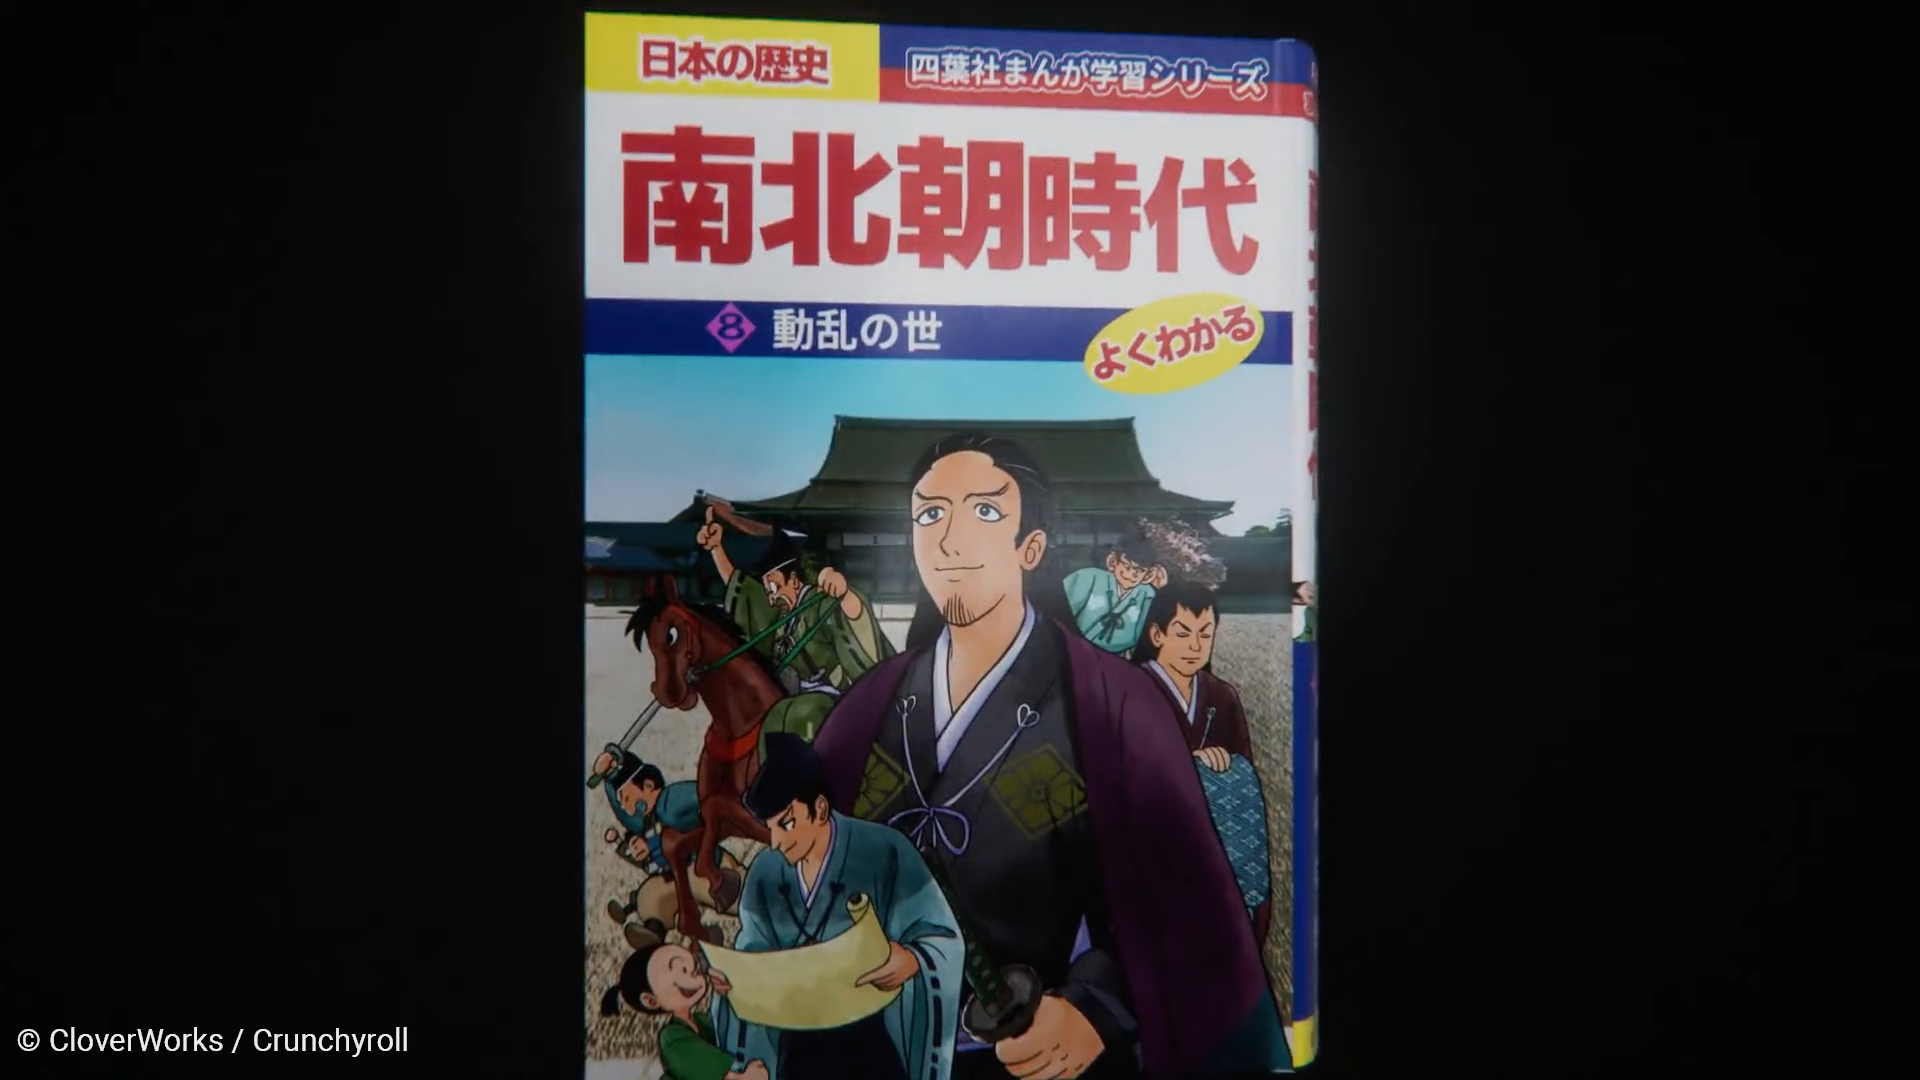 日本の歴史
四葉社まんが学習シリーズ
南北朝時代
8 動乱の世
よくわかる
© CloverWorks / Crunchyroll